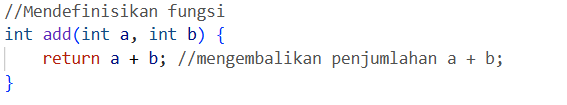 //Mendefinisikan fungsi
int add(int a, int b) {
    return a + b; //mengembalikan penjumlahan a + b;
}